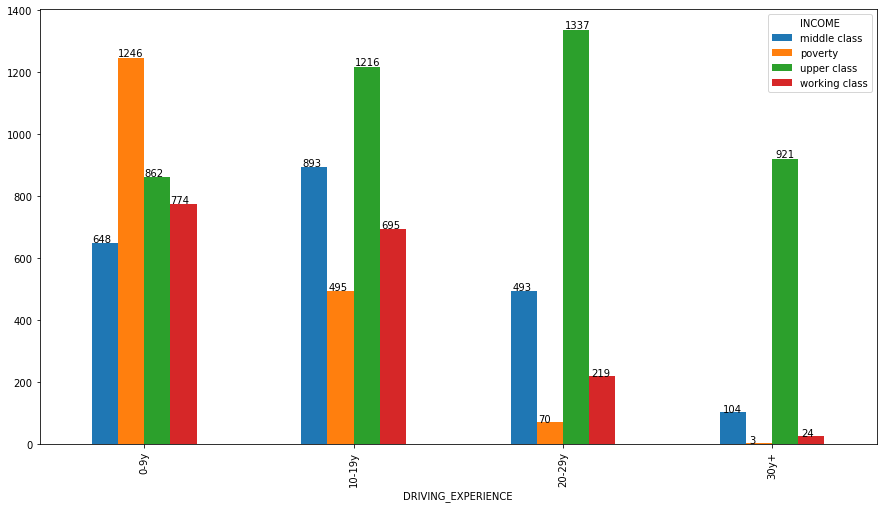 1400
1200
1000
800
600
400
200
0
INCOME
middle class
poverty
upper class
working class
648
1246
862
774
893
495
1216
695
493
70
1337
219
104
3
921
24
0-9y
10-19y
20-29y
30y+
DRIVING_EXPERIENCE